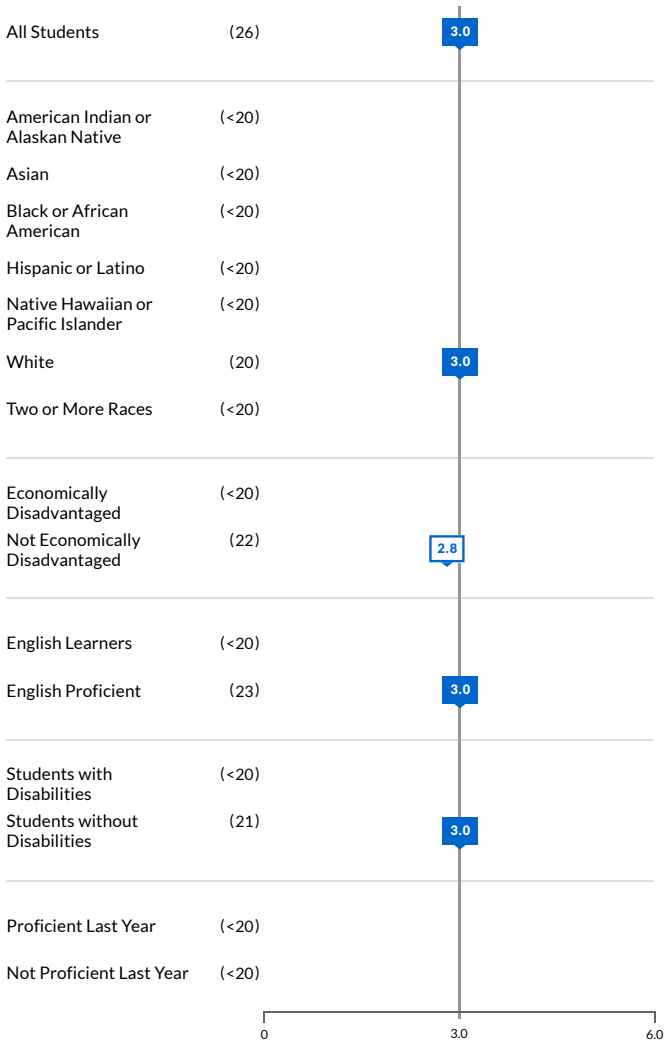 All Students (26) 3.0
American Indian or (<20)
Alaskan Native
Asian (<20)
Black or African (<20)
American
Hispanic or Latino (<20)
Native Hawaiian or (<20)
Pacific Islander
White (20) 3.0
Two or More Races (<20)
Economically (<20)
Disadvantaged
Not Economically (22) 2.8
Disadvantaged
English Learners (<20)
English Proficient (23) 3.0
Students with (<20)
Disabilities
Students without (21) 3.0
Disabilities
Proficient Last Year (<20)
Not Proficient Last Year (<20)
0 3.0 6.0